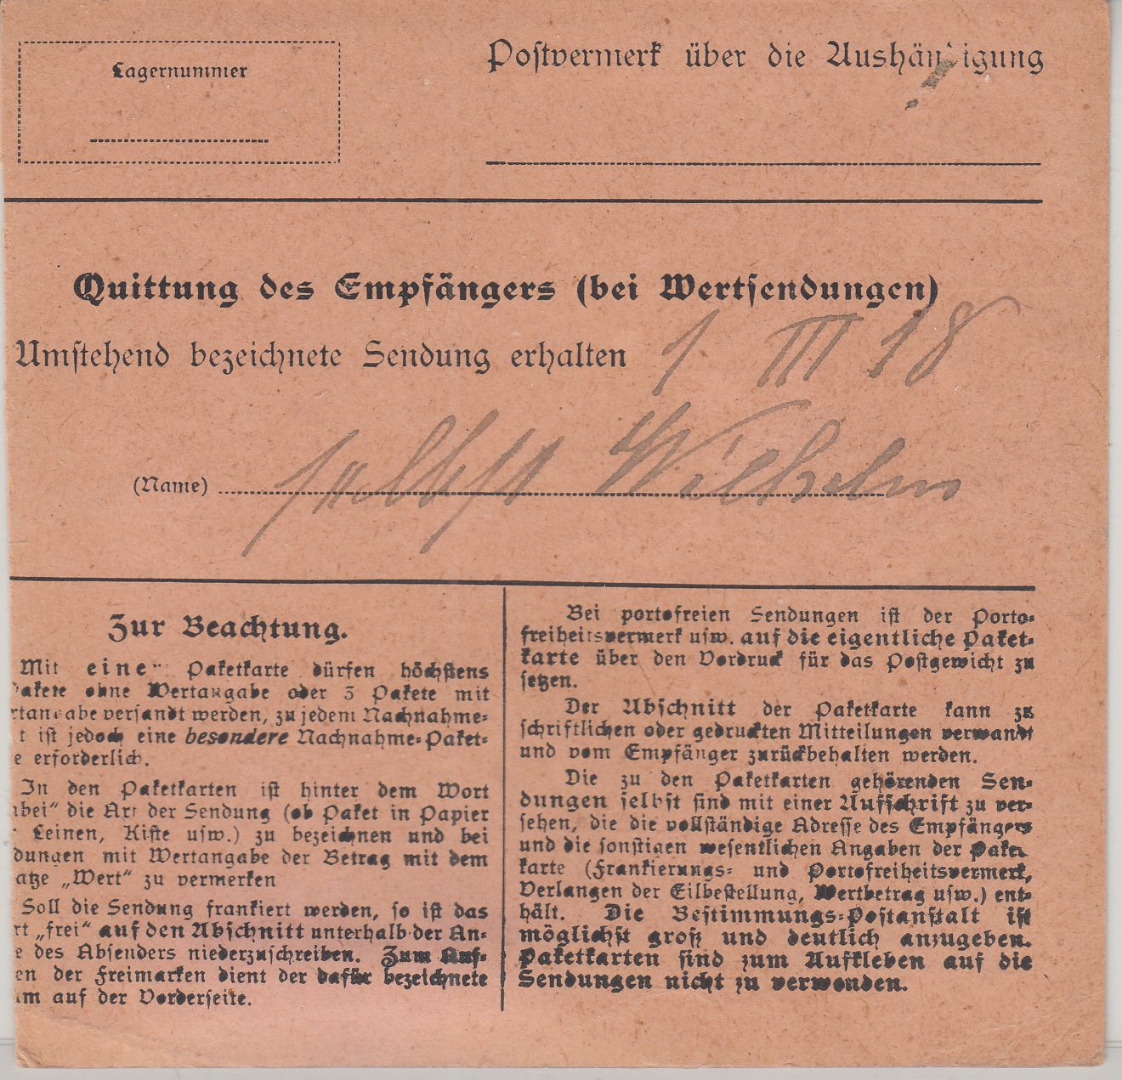 Lagernummer
Postvermerk über die Aushändigung
Quittung des Empfängers (bei Wertsendungen)
Umstehend bezeichnete Sendung erhalten 1 III 18
(Name) selbst Wilhelm
Zur Beachtung.
Mit einer Paketkarte dürfen höchstens
akete ohne Wertangabe oder 3 Pakete mit
rtangabe versandt werden, zu jedem Nachnahme-
t ist jedoch eine besondere Nachnahme-Paket-
e erforderlich.
In den Paketkarten ist hinter dem Wort
bei" die Art der Sendung (ob Paket in Papier
Leinen, Kiste usw.) zu bezeichnen und bei
dungen mit Wertangabe der Betrag mit dem
atze „Wert" zu vermerken
Soll die Sendung frankiert werden, so ist das
rt „frei" auf den Abschnitt unterhalb der An-
e des Absenders niederzuschreiben. Zum Auf-
en der Freimarken dient der dafür bezeichnete
m auf der Vorderseite.
Bei portofreien Sendungen ist der Porto-
freiheitsvermerk usw. auf die eigentliche Paket-
karte über den Vordruck für das Postgewicht zu
setzen.
Der Abschnitt der Paketkarte kann zu
schriftlichen oder gedruckten Mitteilungen verwandt
und vom Empfänger zurückbehalten werden.
Die zu den Paketkarten gehörenden Sen-
dungen selbst sind mit einer Aufschrift zu ver-
sehen, die die vollständige Adresse des Empfängers
und die sonstigen wesentlichen Angaben der Paket
karte (Frankierungs- und Portofreiheitsvermerk,
Verlangen der Eilbestellung, Wertbetrag usw.) ent-
hält. Die Bestimmungs-Postanstalt ist
möglichst groß und deutlich anzugeben.
Paketkarten sind zum Aufkleben auf die
Sendungen nicht zu verwenden.